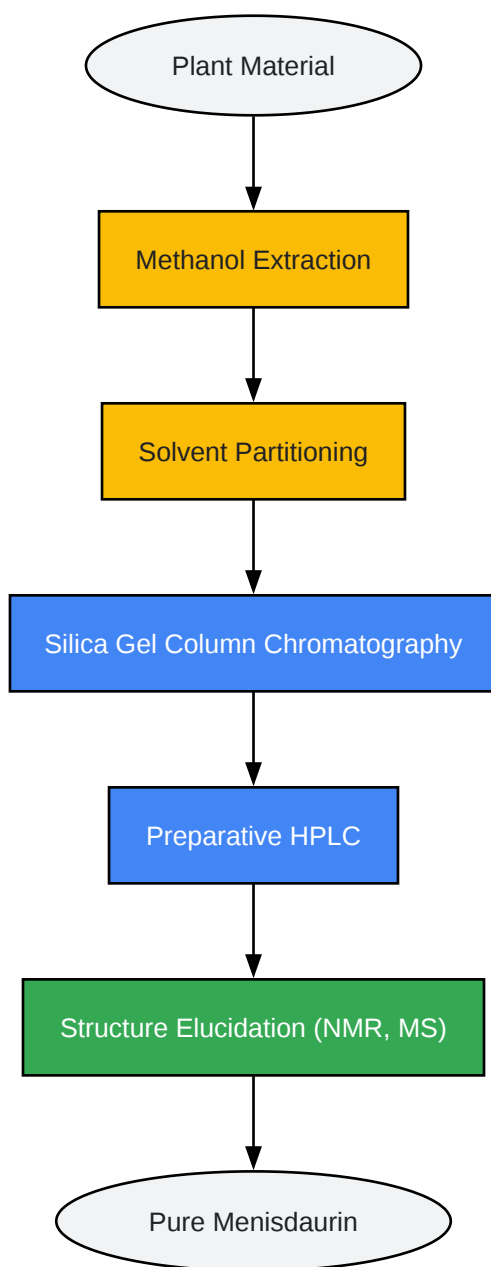 Plant Material
Methanol Extraction
Solvent Partitioning
Silica Gel Column Chromatography
Preparative HPLC
Structure Elucidation (NMR, MS)
Pure Menisdaurin